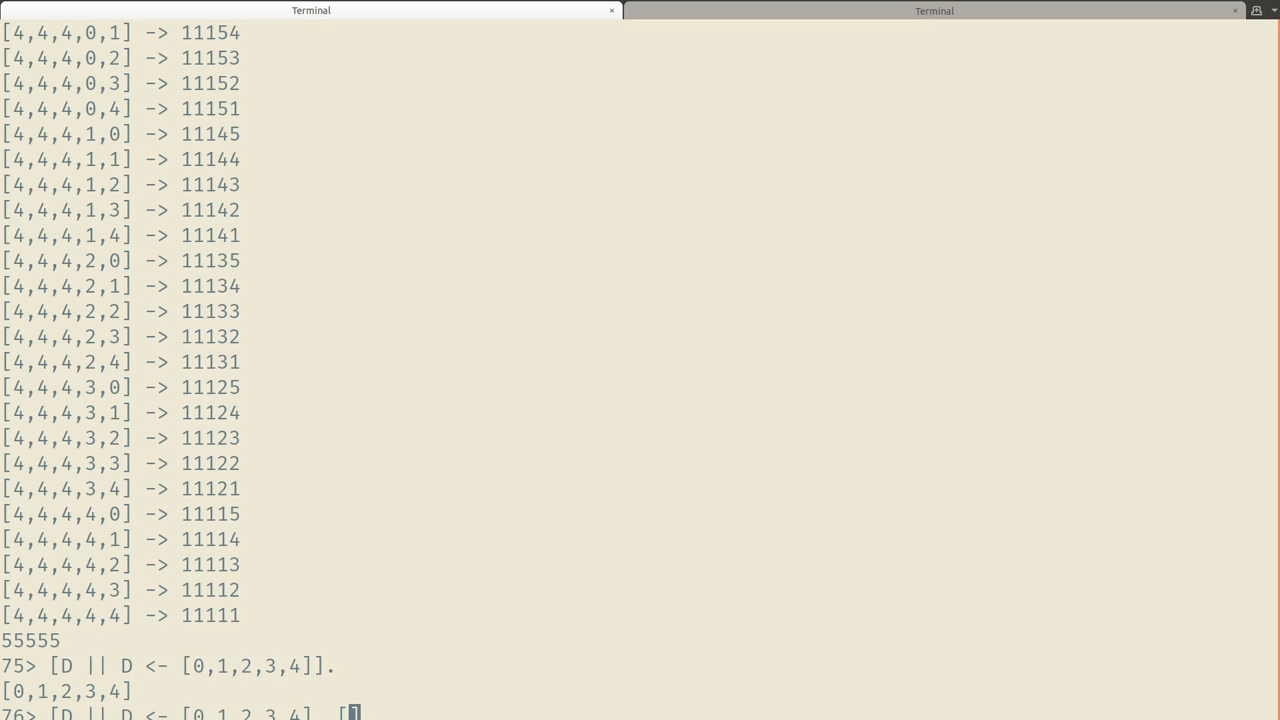 Terminal × Terminal ×
[4,4,4,0,1] -> 11154
[4,4,4,0,2] -> 11153
[4,4,4,0,3] -> 11152
[4,4,4,0,4] -> 11151
[4,4,4,1,0] -> 11145
[4,4,4,1,1] -> 11144
[4,4,4,1,2] -> 11143
[4,4,4,1,3] -> 11142
[4,4,4,1,4] -> 11141
[4,4,4,2,0] -> 11135
[4,4,4,2,1] -> 11134
[4,4,4,2,2] -> 11133
[4,4,4,2,3] -> 11132
[4,4,4,2,4] -> 11131
[4,4,4,3,0] -> 11125
[4,4,4,3,1] -> 11124
[4,4,4,3,2] -> 11123
[4,4,4,3,3] -> 11122
[4,4,4,3,4] -> 11121
[4,4,4,4,0] -> 11115
[4,4,4,4,1] -> 11114
[4,4,4,4,2] -> 11113
[4,4,4,4,3] -> 11112
[4,4,4,4,4] -> 11111
55555
75> [D || D <- [0,1,2,3,4]].
[0,1,2,3,4]
76> [D || D <- [0,1,2,3,4], []